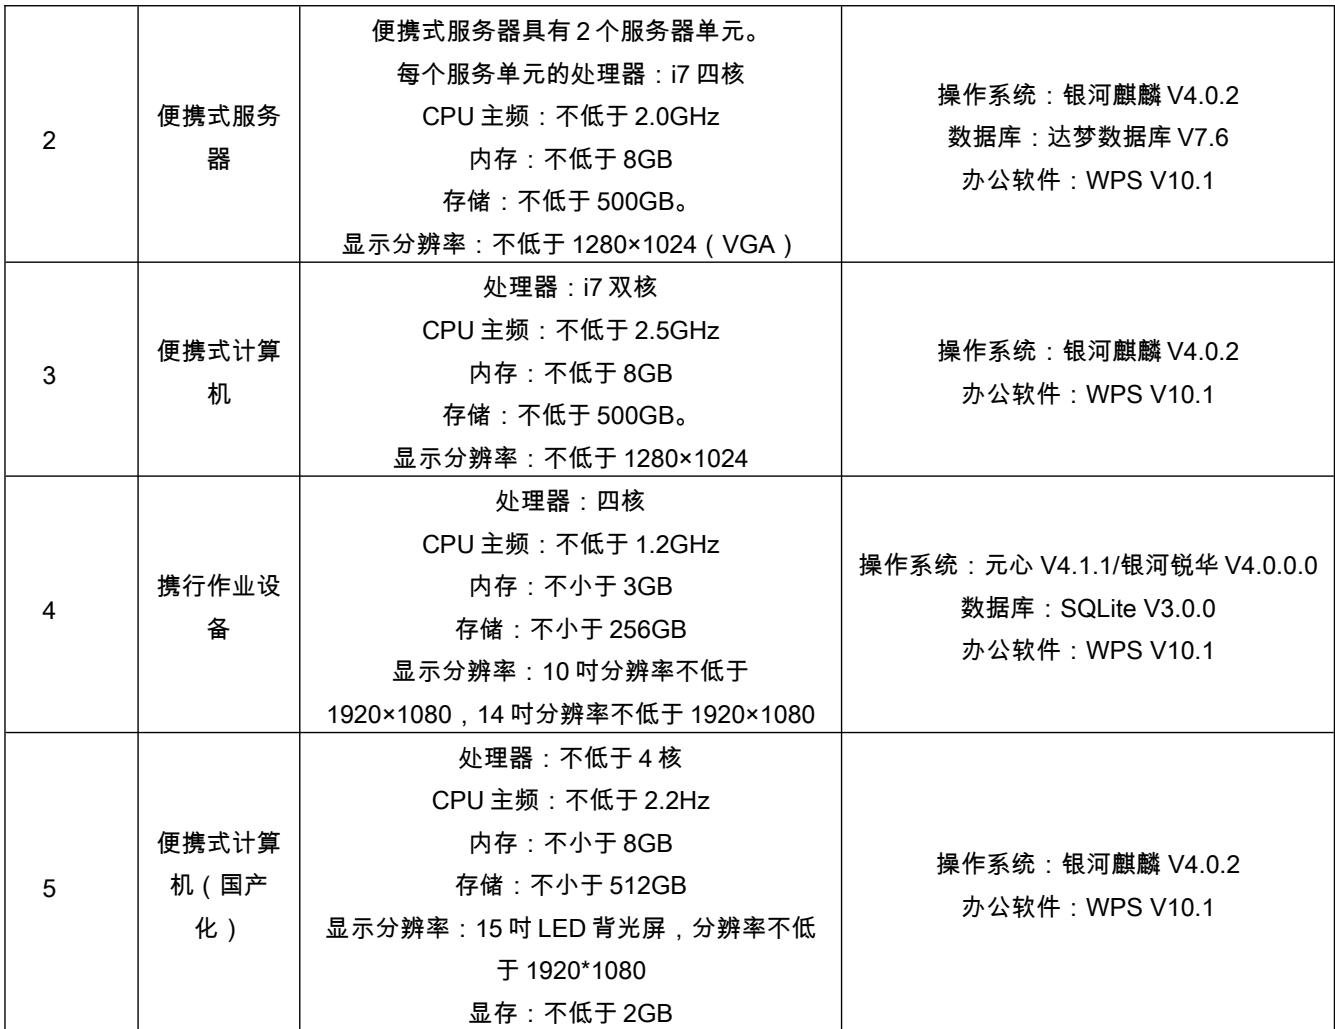 2
便携式服务
器
便携式服务器具有 2 个服务器单元。
每个服务单元的处理器：i7 四核
CPU 主频：不低于 2.0GHz
内存：不低于 8GB
存储：不低于 500GB。
显示分辨率：不低于 1280×1024（VGA）
操作系统：银河麒麟 V4.0.2
数据库：达梦数据库 V7.6
办公软件：WPS V10.1
3
便携式计算
机
处理器：i7 双核
CPU 主频：不低于 2.5GHz
内存：不低于 8GB
存储：不低于 500GB。
显示分辨率：不低于 1280×1024
操作系统：银河麒麟 V4.0.2
办公软件：WPS V10.1
4
携行作业设
备
处理器：四核
CPU 主频：不低于 1.2GHz
内存：不小于 3GB
存储：不小于 256GB
显示分辨率：10 吋分辨率不低于
1920×1080，14 吋分辨率不低于 1920×1080
操作系统：元心 V4.1.1/银河锐华 V4.0.0.0
数据库：SQLite V3.0.0
办公软件：WPS V10.1
5
便携式计算
机（国产
化）
处理器：不低于 4 核
CPU 主频：不低于 2.2Hz
内存：不小于 8GB
存储：不小于 512GB
显示分辨率：15 吋 LED 背光屏，分辨率不低
于 1920*1080
显存：不低于 2GB
操作系统：银河麒麟 V4.0.2
办公软件：WPS V10.1